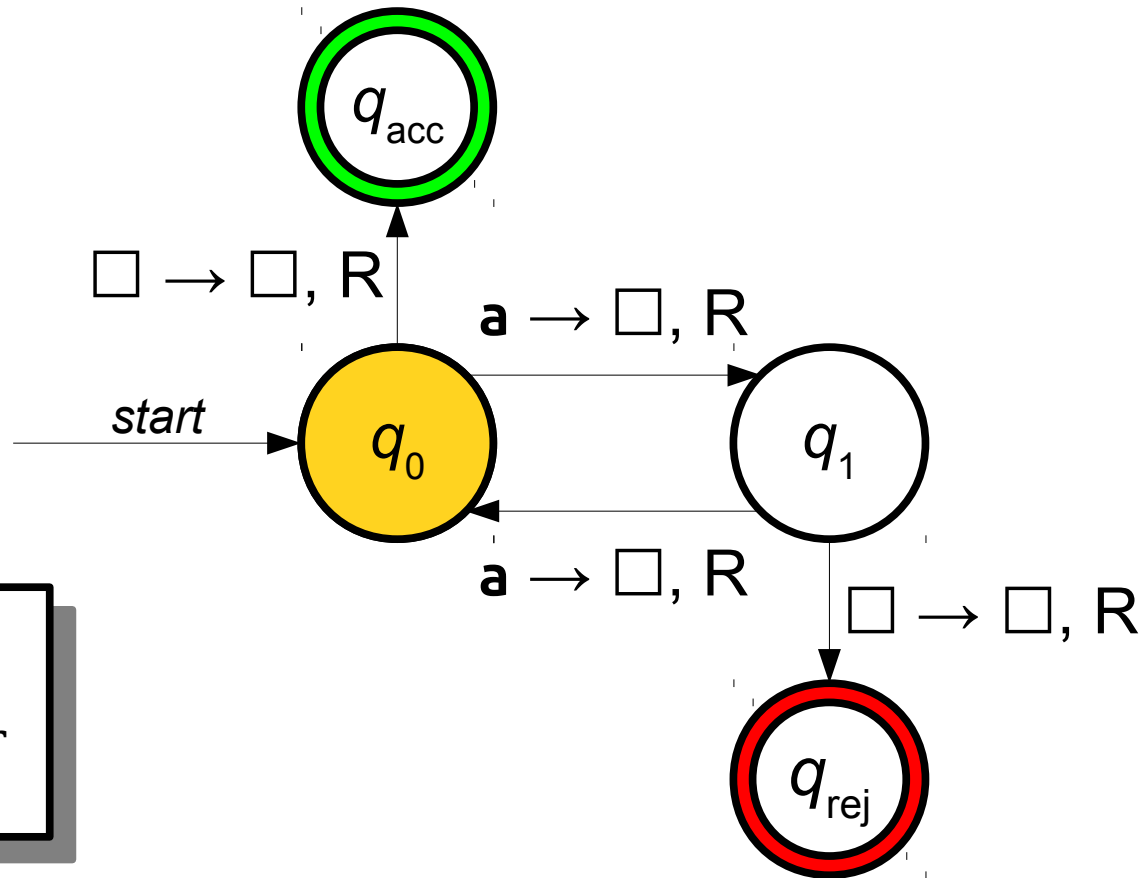 q_acc
□ → □, R
a → □, R
start
q_0
q_1
a → □, R
□ → □, R
q_rej